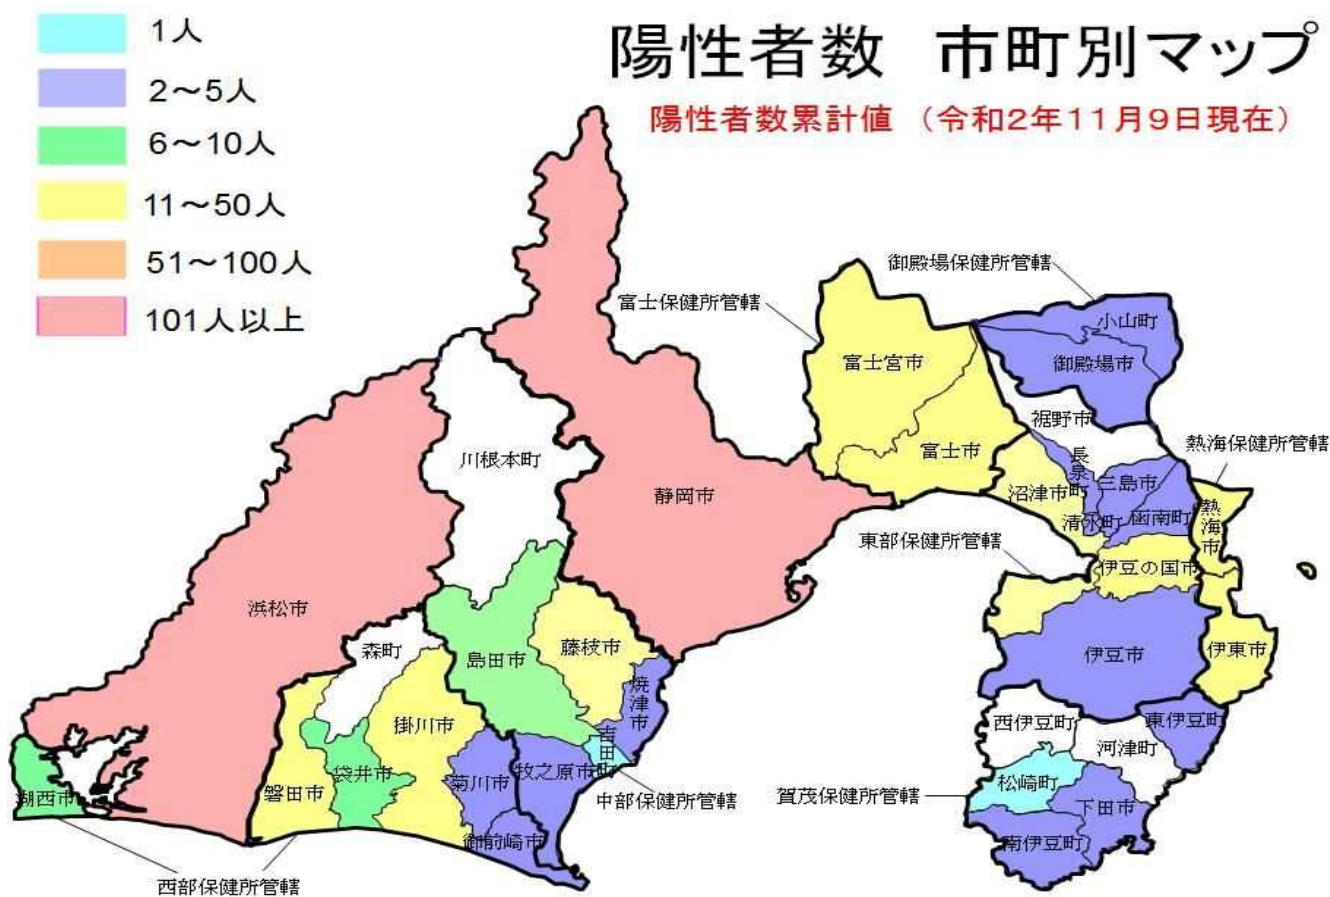 陽性者数 市町別マップ
陽性者数累計値 （令和2年11月9日現在）
1人
2～5人
6～10人
11～50人
51～100人
101人以上
御殿場保健所管轄
富士保健所管轄
小山町
御殿場市
富士宮市
裾野市
熱海保健所管轄
富士市
長泉町
川根本町
静岡市
沼津市
三島市
清水町
函南町
熱海市
東部保健所管轄
伊豆の国市
浜松市
森町
島田市
藤枝市
伊豆市
伊東市
焼津市
掛川市
西伊豆町
東伊豆町
吉田町
河津町
袋井市
菊川市
牧之原市
松崎町
湖西市
磐田市
中部保健所管轄
賀茂保健所管轄
下田市
御前崎市
南伊豆町
西部保健所管轄